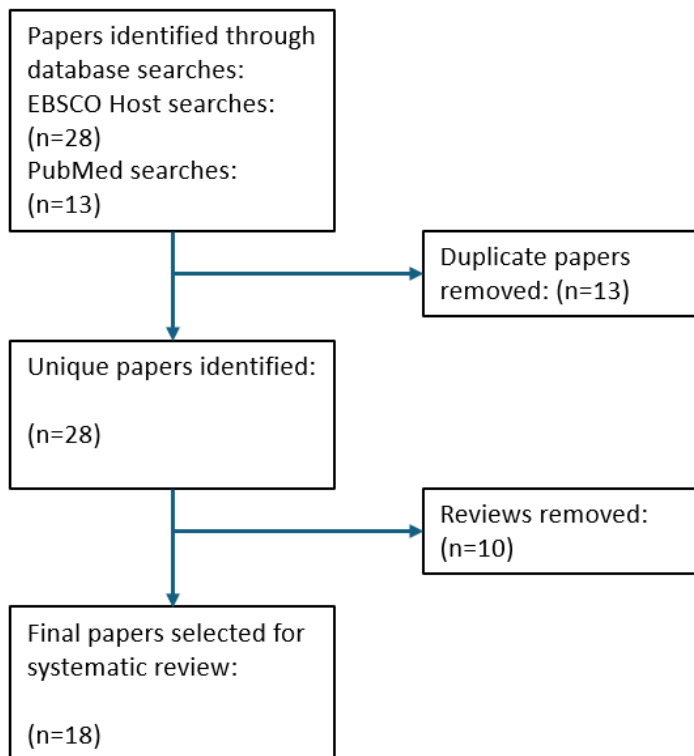 Papers identified through
database searches:
EBSCO Host searches:
(n=28)
PubMed searches:
(n=13)
Duplicate papers
removed: (n=13)
Unique papers identified:
(n=28)
Reviews removed:
(n=10)
Final papers selected for
systematic review:
(n=18)